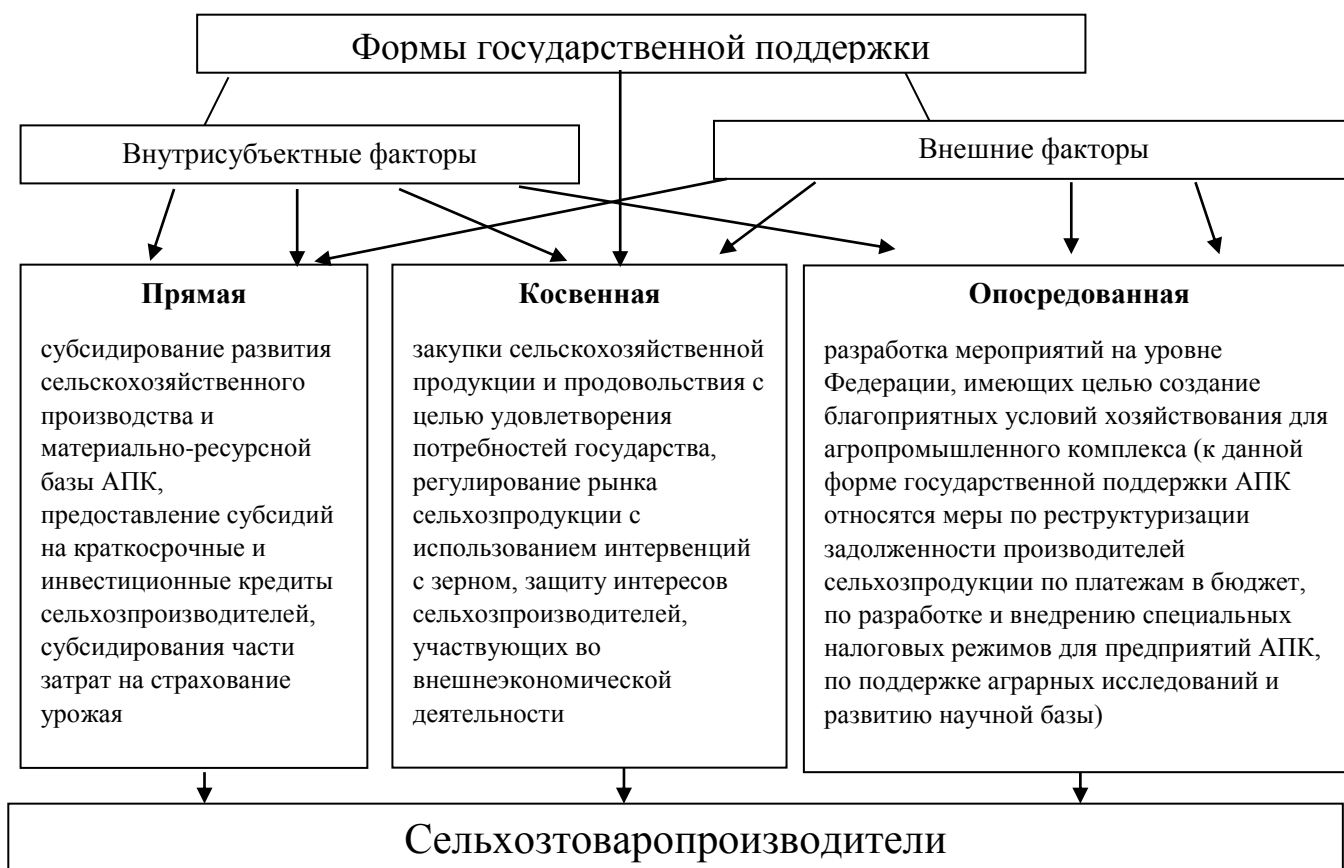 Формы государственной поддержки
Внутрисубъектные факторы
Внешние факторы
Прямая
субсидирование развития
сельскохозяйственного
производства и
материально-ресурсной
базы АПК,
предоставление субсидий
на краткосрочные и
инвестиционные кредиты
сельхозпроизводителей,
субсидирования части
затрат на страхование
урожая
Косвенная
закупки сельскохозяйственной
продукции и продовольствия с
целью удовлетворения
потребностей государства,
регулирование рынка
сельхозпродукции с
использованием интервенций
с зерном, защиту интересов
сельхозпроизводителей,
участвующих во
внешнеэкономической
деятельности
Опосредованная
разработка мероприятий на уровне
Федерации, имеющих целью создание
благоприятных условий хозяйствования для
агропромышленного комплекса (к данной
форме государственной поддержки АПК
относятся меры по реструктуризации
задолженности производителей
сельхозпродукции по платежам в бюджет,
по разработке и внедрению специальных
налоговых режимов для предприятий АПК,
по поддержке аграрных исследований и
развитию научной базы)
Сельхозтоваропроизводители